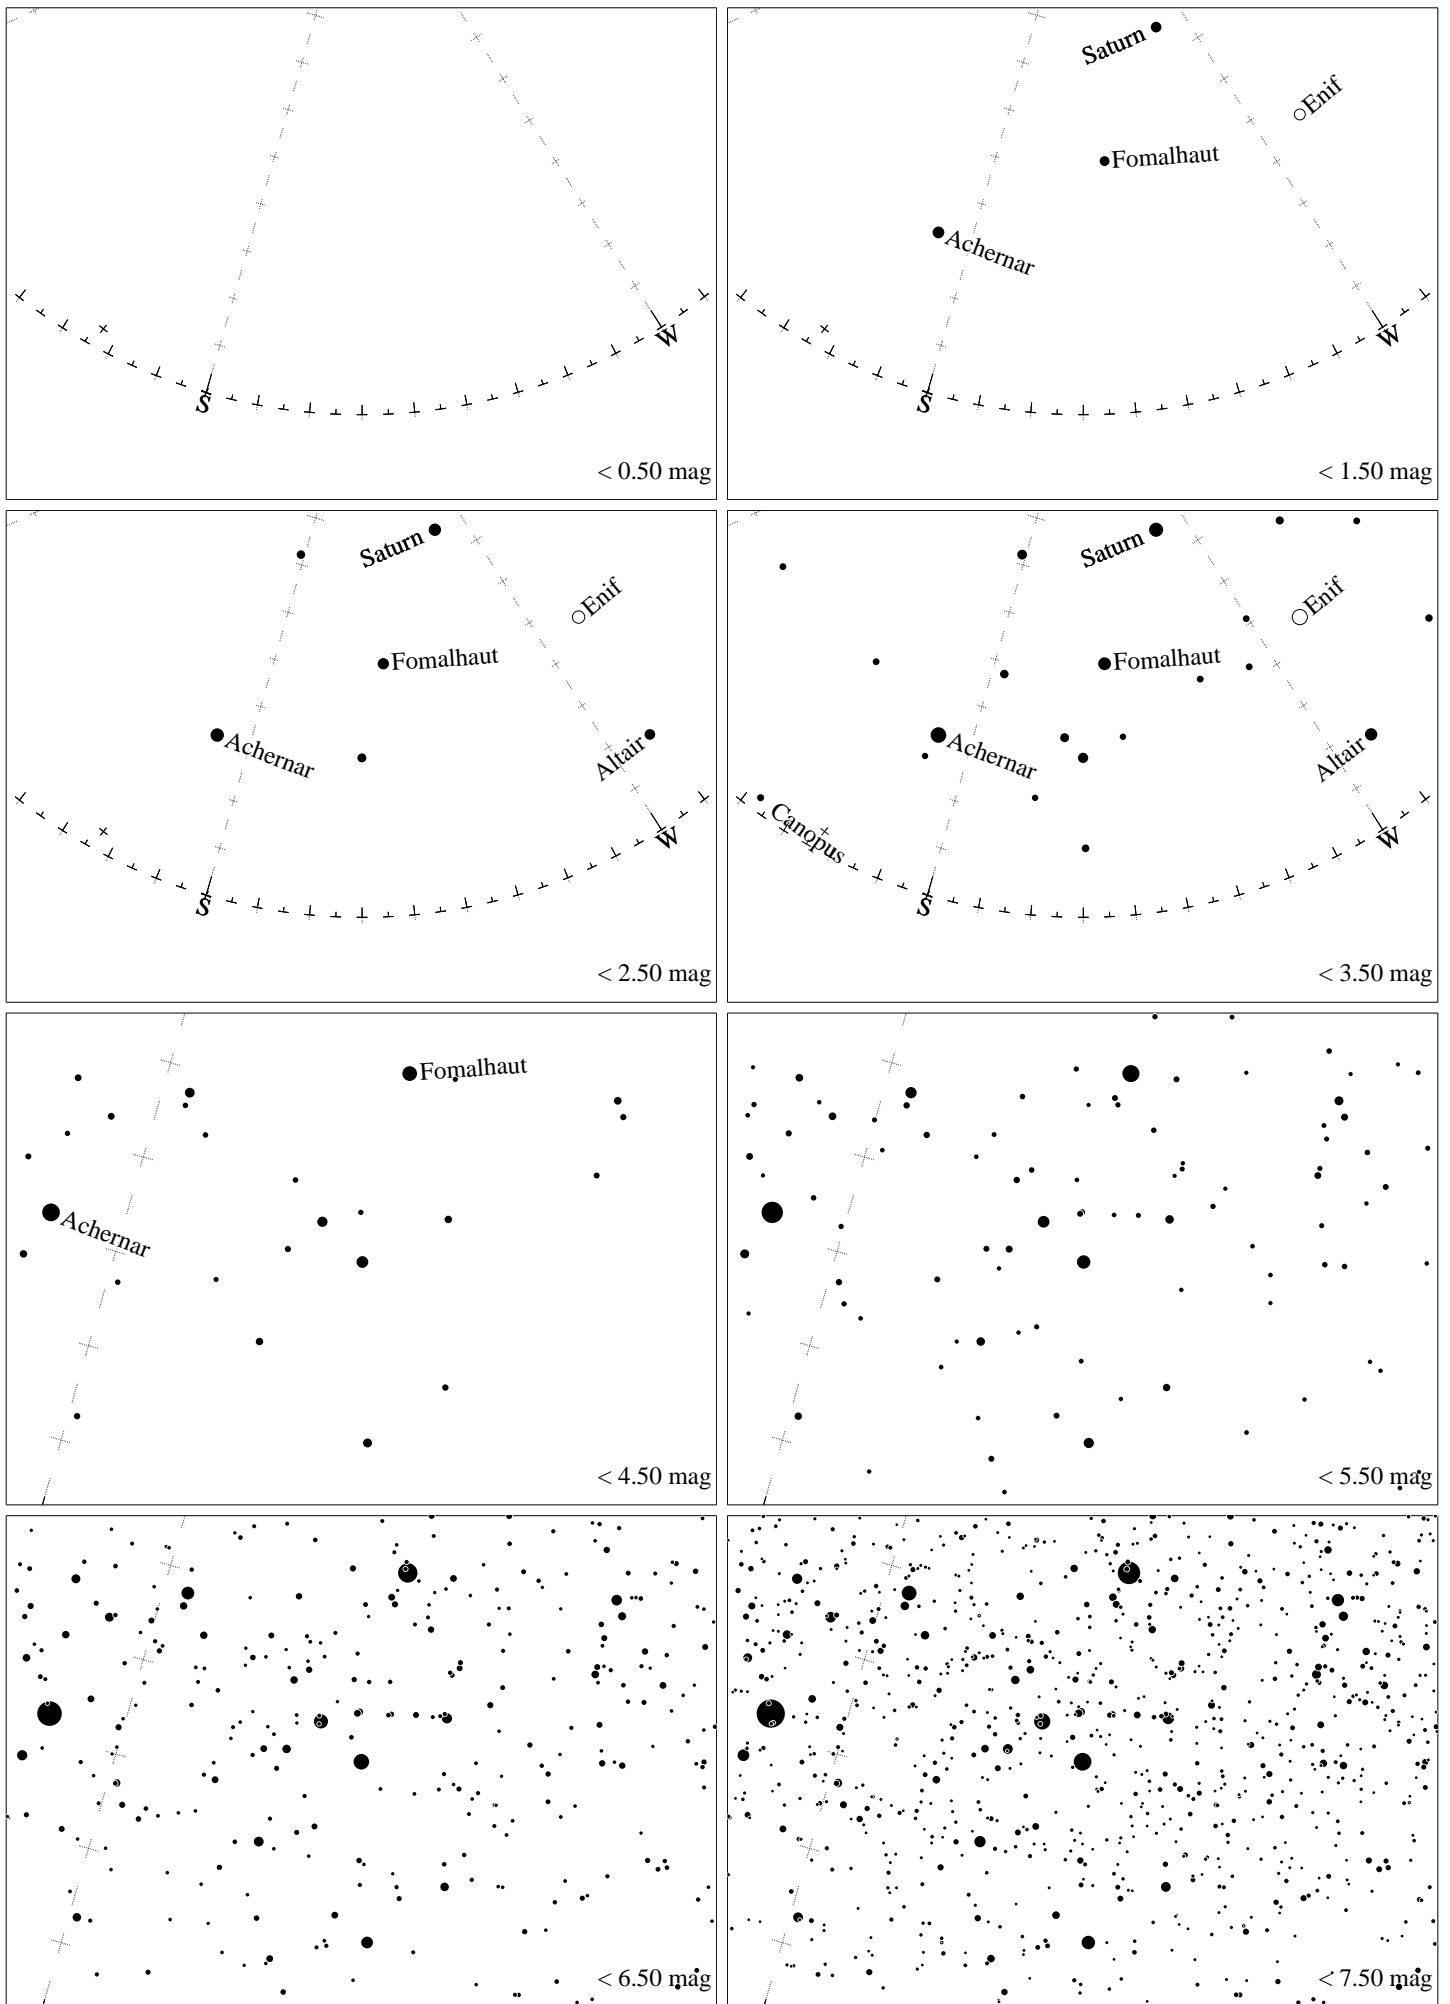 S
W
< 0.50 mag
Saturn
Enif
Fomalhaut
Achernar
S
W
< 1.50 mag
Saturn
Enif
Fomalhaut
Achernar
Altair
S
W
< 2.50 mag
Saturn
Enif
Fomalhaut
Achernar
Altair
Canopus
S
W
< 3.50 mag
Fomalhaut
Achernar
< 4.50 mag
< 5.50 mag
< 6.50 mag
< 7.50 mag